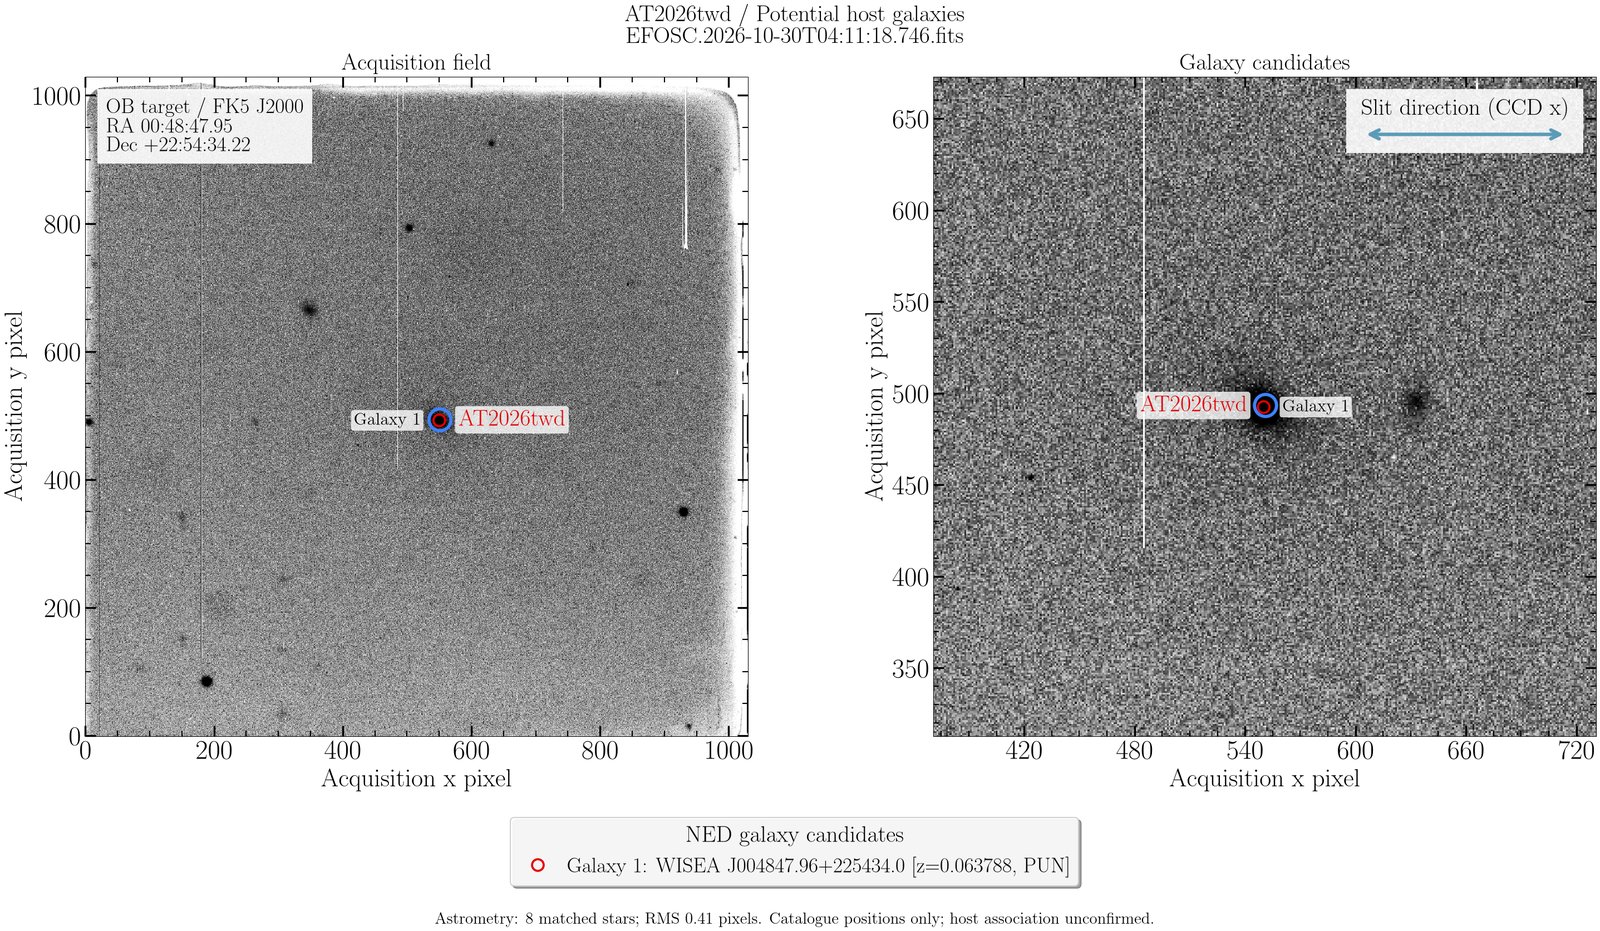 AT2026twd / Potential host galaxies
EFOSC.2026-10-30T04:11:18.746.fits
Acquisition field
OB target / FK5 J2000
RA 00:48:47.95
Dec +22:54:34.22
Galaxy 1
AT2026twd
Acquisition y pixel
1000
800
600
400
200
0
0 200 400 600 800 1000
Acquisition x pixel
Galaxy candidates
Slit direction (CCD x)
AT2026twd
Galaxy 1
Acquisition y pixel
650
600
550
500
450
400
350
420 480 540 600 660 720
Acquisition x pixel
NED galaxy candidates
Galaxy 1: WISEA J004847.96+225434.0 [z=0.063788, PUN]
Astrometry: 8 matched stars; RMS 0.41 pixels. Catalogue positions only; host association unconfirmed.